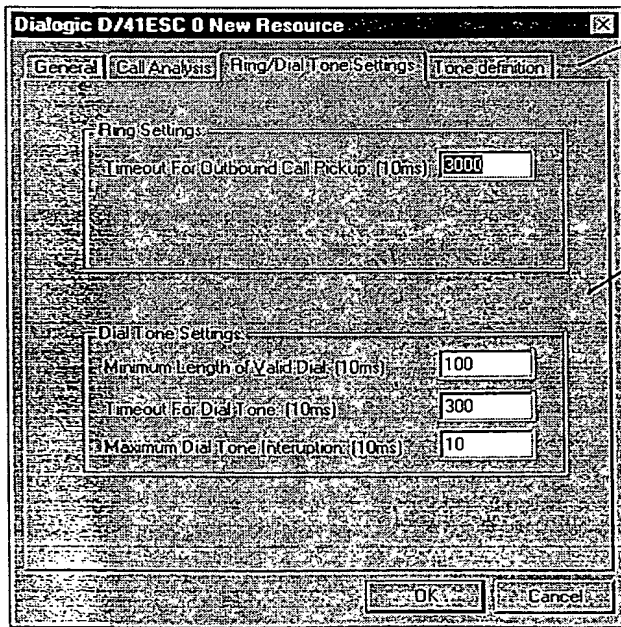 Dialogic D/41ESC 0 New Resource
General Call Analysis Ring/Dial Tone Settings Tone definition
Ring Settings:
Timeout For Outbound Call Pickup: (10ms) 3000
Dial Tone Settings:
Minimum Length of Valid Dial: (10ms) 100
Timeout For Dial Tone: (10ms) 300
Maximum Dial Tone Interuption: (10ms) 10
OK Cancel